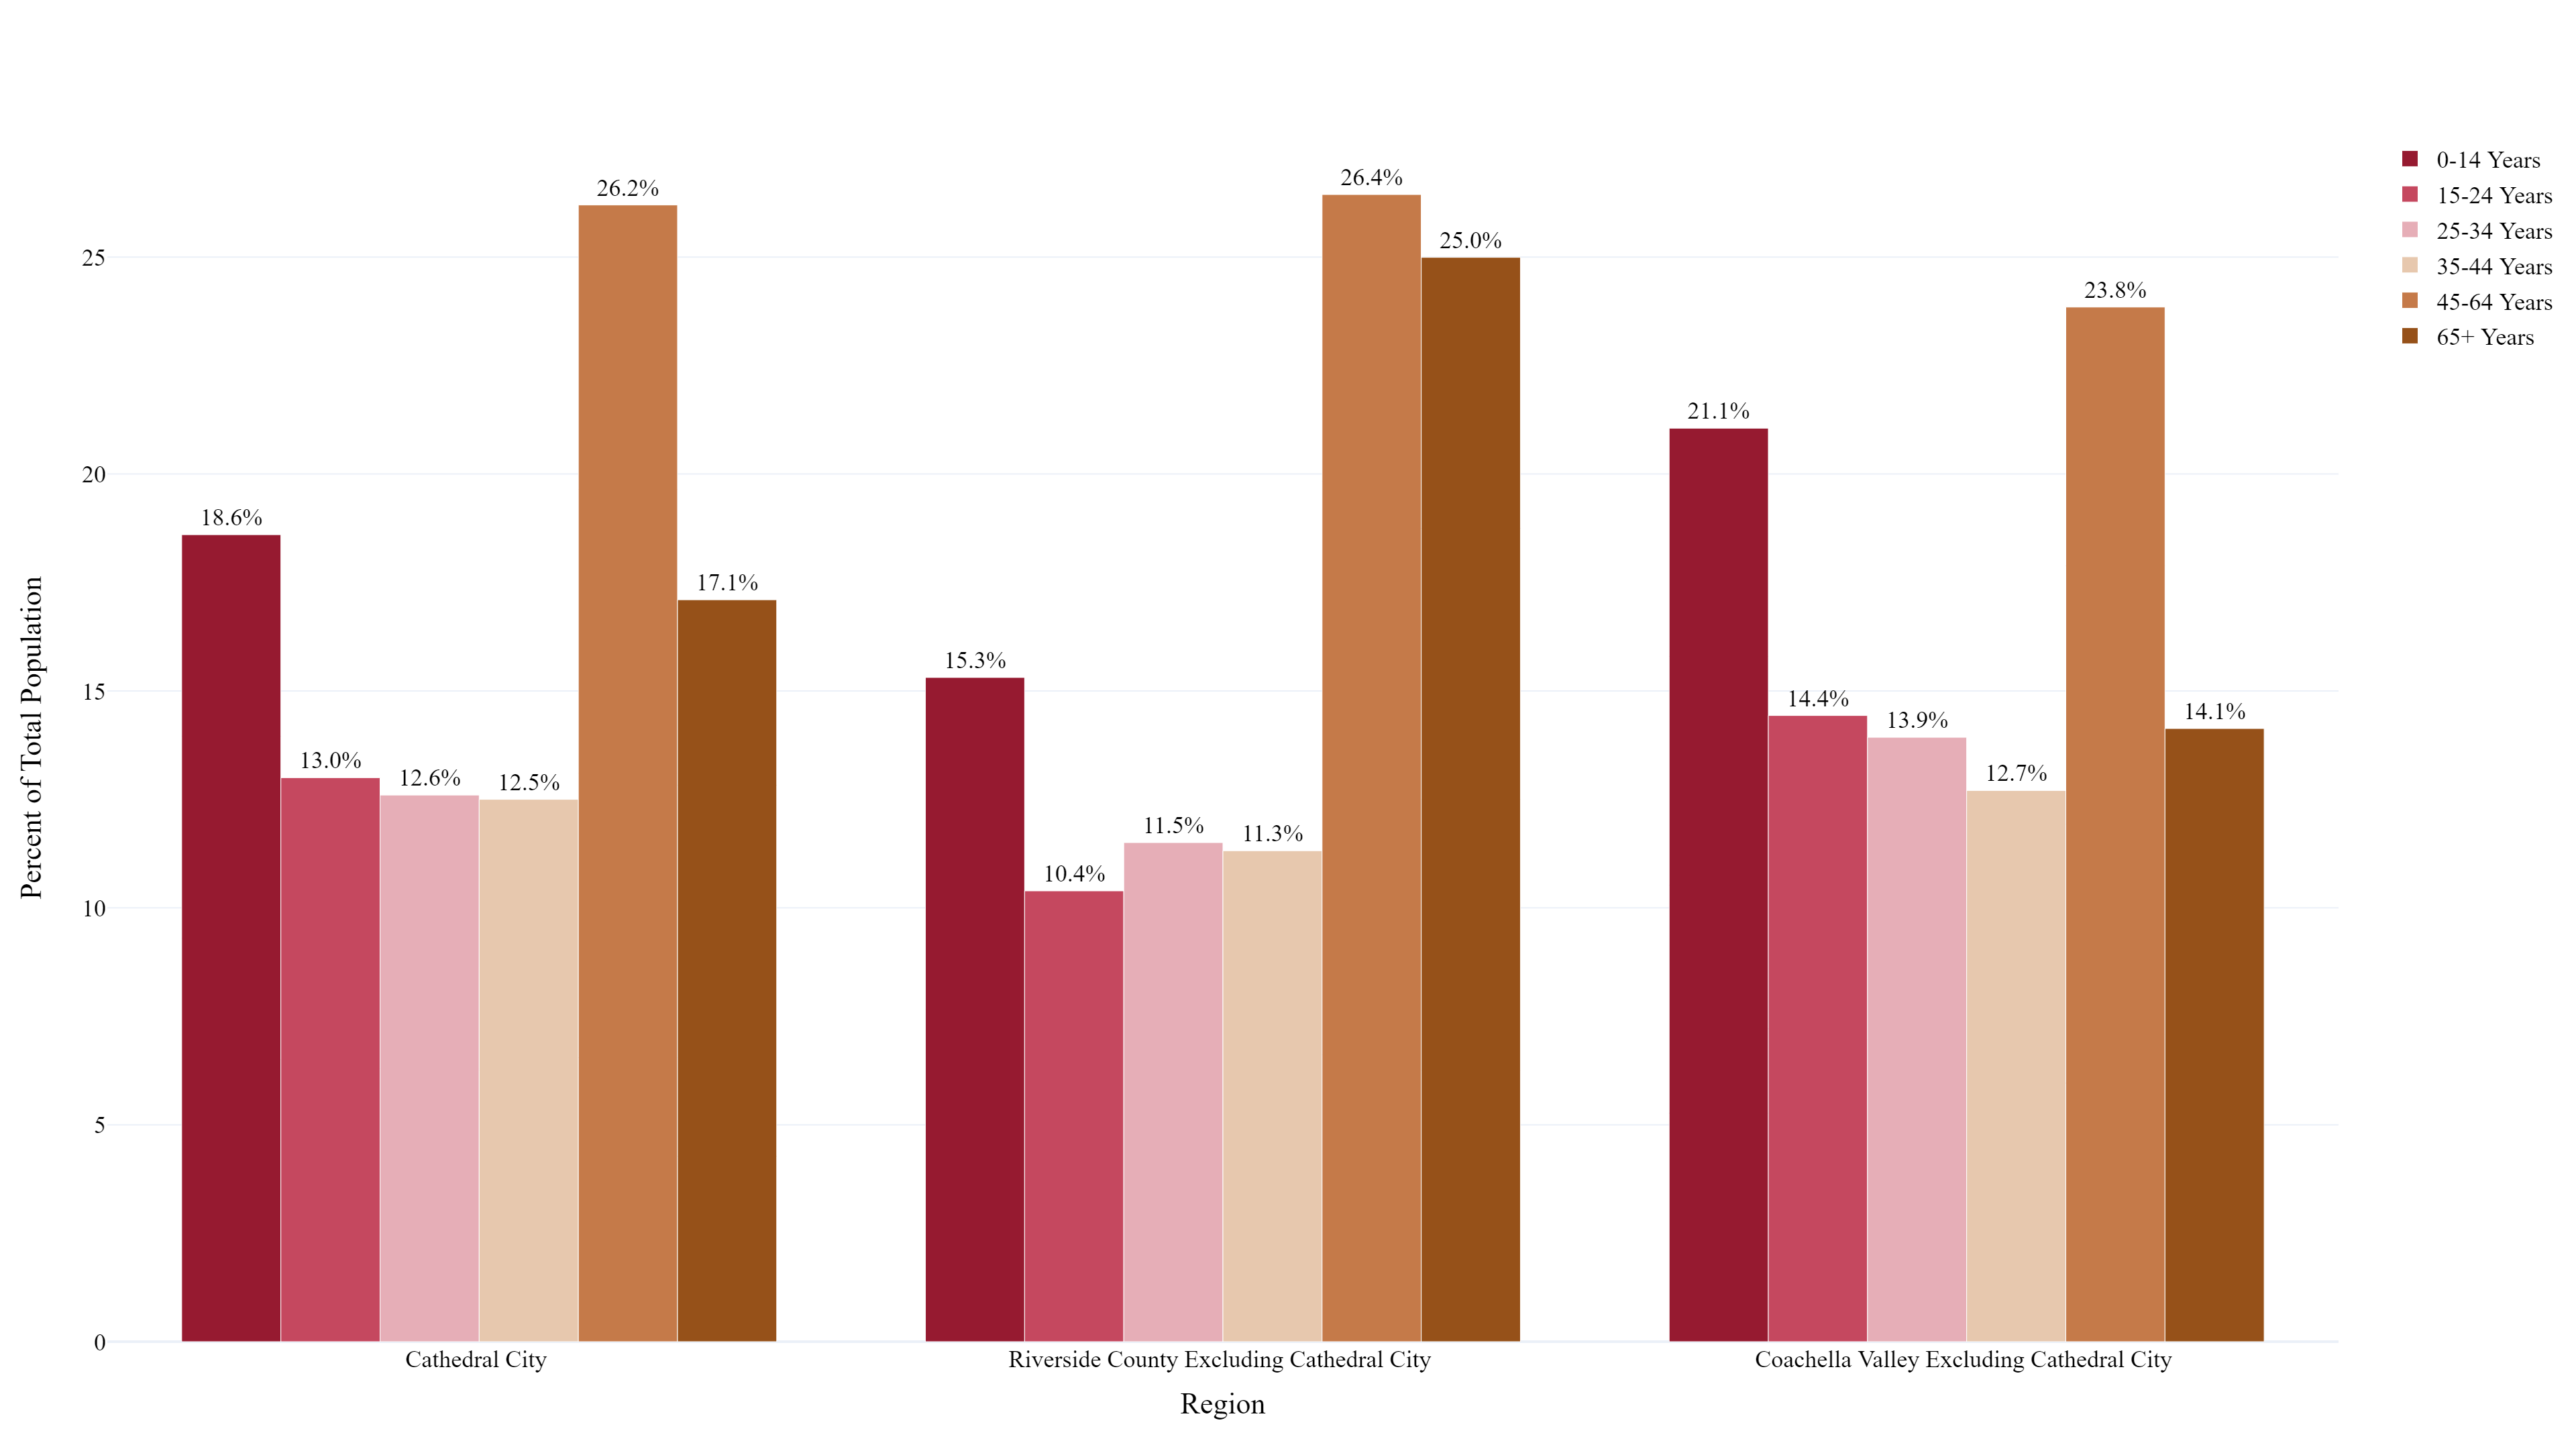 0-14 Years
15-24 Years
25-34 Years
35-44 Years
45-64 Years
65+ Years
Percent of Total Population
25
20
15
10
5
0
18.6%
13.0%
12.6%
12.5%
26.2%
17.1%
15.3%
10.4%
11.5%
11.3%
26.4%
25.0%
21.1%
14.4%
13.9%
12.7%
23.8%
14.1%
Cathedral City
Riverside County Excluding Cathedral City
Coachella Valley Excluding Cathedral City
Region